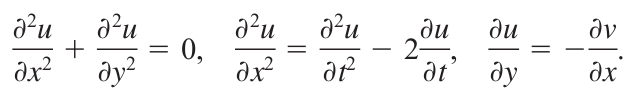 ∂²u/∂x² + ∂²u/∂y² = 0, ∂²u/∂x² = ∂²u/∂t² − 2 ∂u/∂t, ∂u/∂y = − ∂v/∂x.